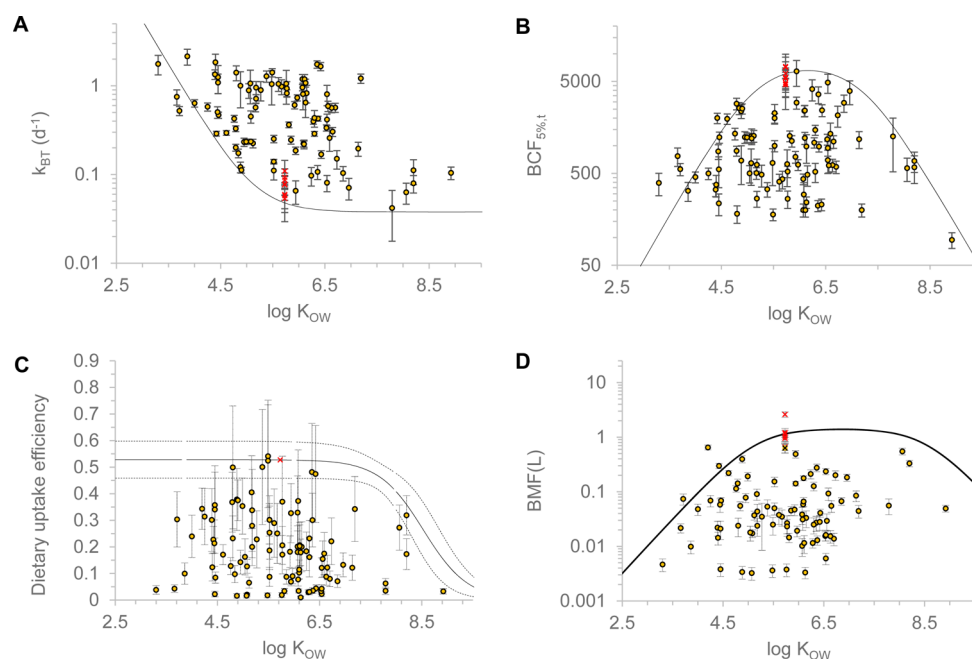 A
k_BT (d⁻¹)
1
0.1
0.01
2.5 4.5 6.5 8.5
log K_OW
B
BCF_5%,t
5000
500
50
2.5 4.5 6.5 8.5
log K_OW
C
Dietary uptake efficiency
0.9
0.8
0.7
0.6
0.5
0.4
0.3
0.2
0.1
0
2.5 4.5 6.5 8.5
log K_OW
D
BMF(L)
10
1
0.1
0.01
0.001
2.5 4.5 6.5 8.5
log K_OW